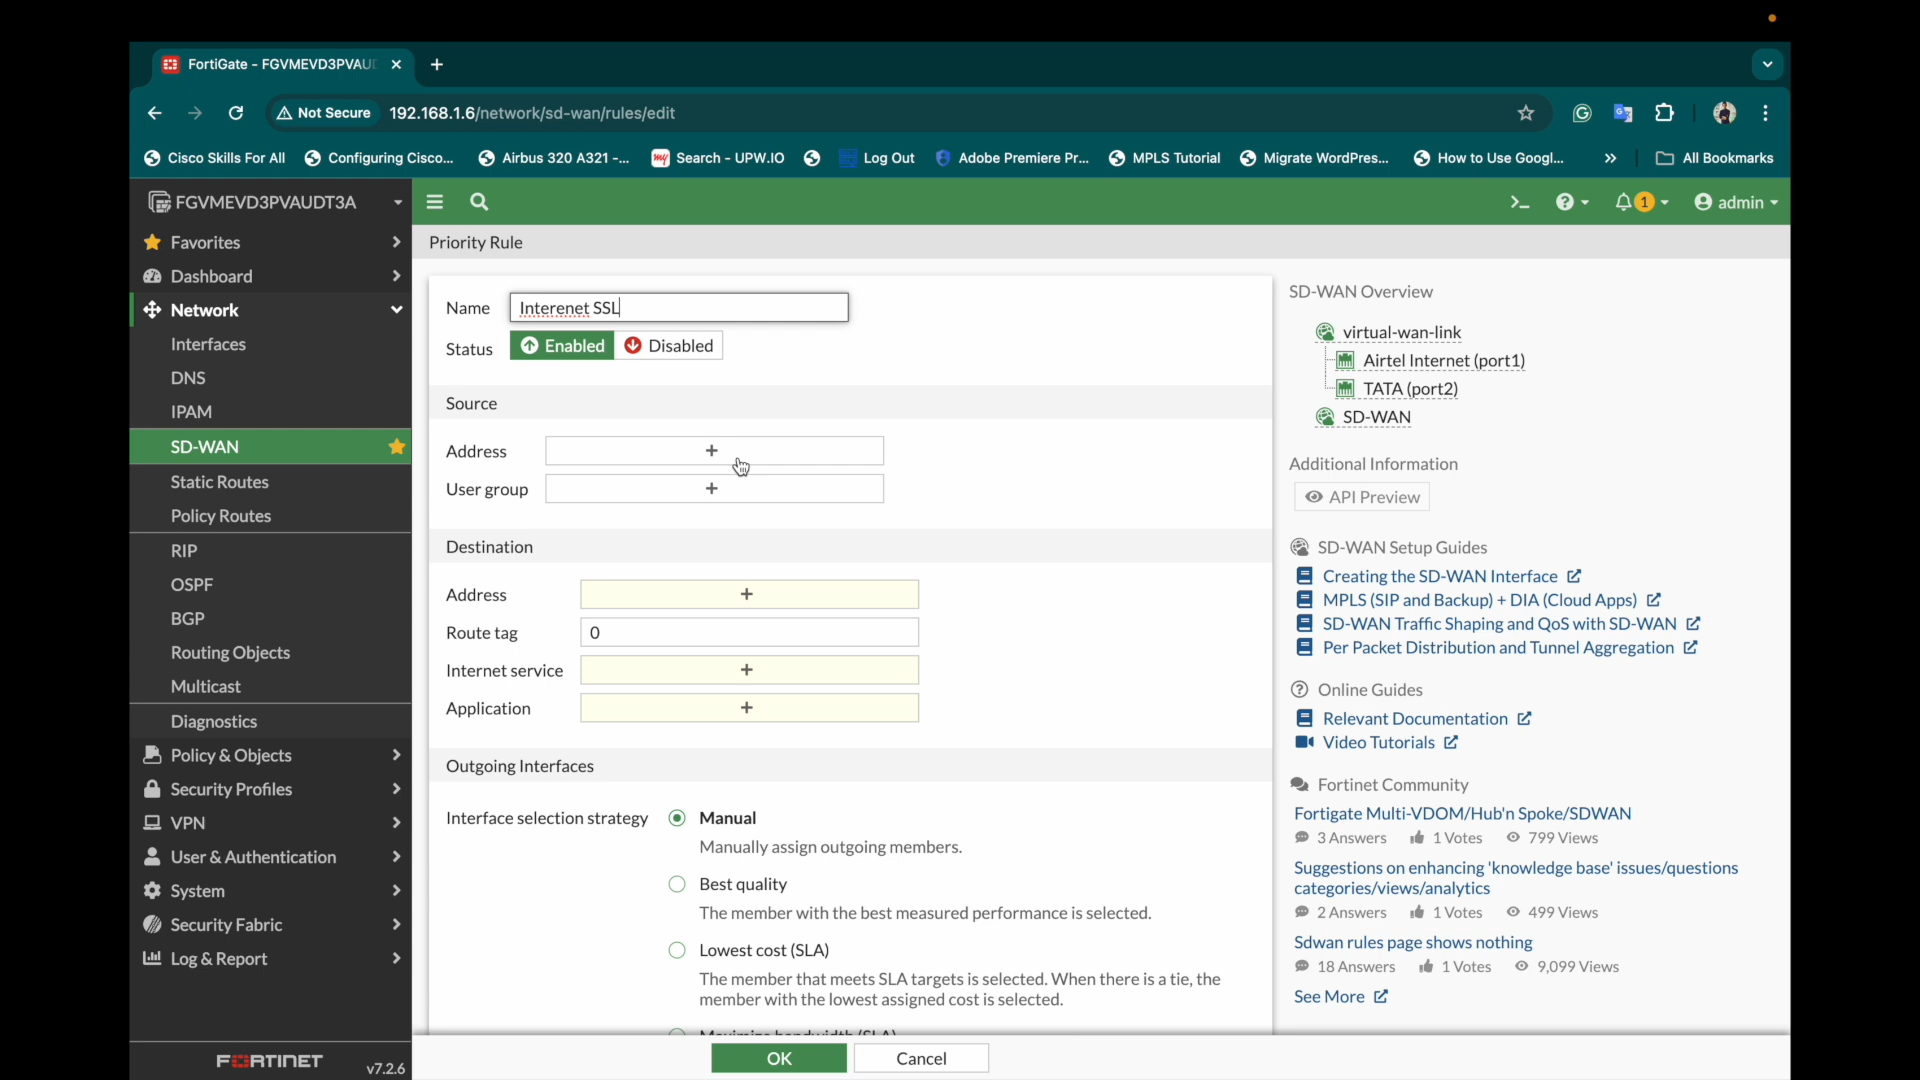 FortiGate - FGVMEVD3PVAU
Not Secure 192.168.1.6/network/sd-wan/rules/edit
Cisco Skills For All Configuring Cisco... Airbus 320 A321 -... my Search - UPW.IO Log Out Adobe Premiere Pr... MPLS Tutorial Migrate WordPres... How to Use Googl... » All Bookmarks
FGVMEVD3PVAUDT3A
>_ ? 1 admin
Favorites
Dashboard
Network
Interfaces
DNS
IPAM
SD-WAN
Static Routes
Policy Routes
RIP
OSPF
BGP
Routing Objects
Multicast
Diagnostics
Policy & Objects
Security Profiles
VPN
User & Authentication
System
Security Fabric
Log & Report
FORTINET v7.2.6
Priority Rule
Name Interenet SSL
Status Enabled Disabled
Source
Address +
User group +
Destination
Address +
Route tag 0
Internet service +
Application +
Outgoing Interfaces
Interface selection strategy Manual
Manually assign outgoing members.
Best quality
The member with the best measured performance is selected.
Lowest cost (SLA)
The member that meets SLA targets is selected. When there is a tie, the
member with the lowest assigned cost is selected.
Maximize bandwidth (SLA)
OK Cancel
SD-WAN Overview
virtual-wan-link
Airtel Internet (port1)
TATA (port2)
SD-WAN
Additional Information
API Preview
SD-WAN Setup Guides
Creating the SD-WAN Interface
MPLS (SIP and Backup) + DIA (Cloud Apps)
SD-WAN Traffic Shaping and QoS with SD-WAN
Per Packet Distribution and Tunnel Aggregation
Online Guides
Relevant Documentation
Video Tutorials
Fortinet Community
Fortigate Multi-VDOM/Hub'n Spoke/SDWAN
3 Answers 1 Votes 799 Views
Suggestions on enhancing 'knowledge base' issues/questions
categories/views/analytics
2 Answers 1 Votes 499 Views
Sdwan rules page shows nothing
18 Answers 1 Votes 9,099 Views
See More